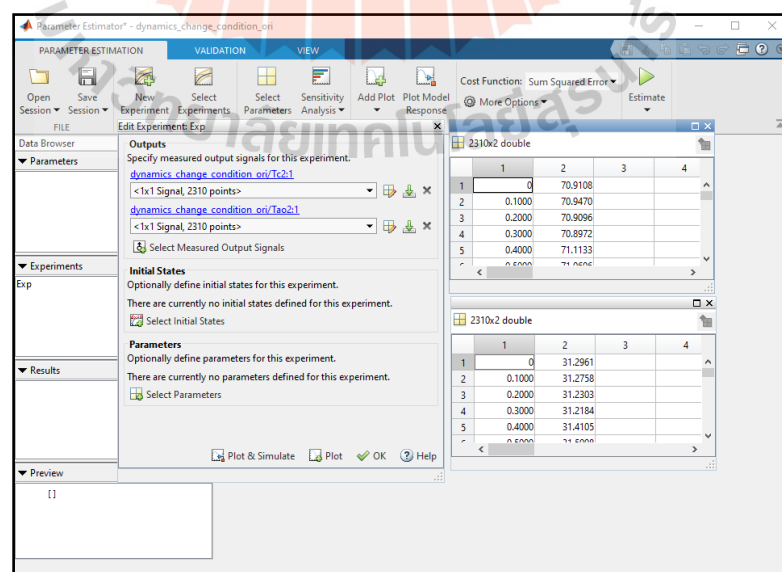 Parameter Estimator* - dynamics_change_condition_ori
PARAMETER ESTIMATION VALIDATION VIEW
Open Session Save Session New Experiment Select Experiments Select Parameters Sensitivity Analysis Add Plot Plot Model Response Cost Function: Sum Squared Error More Options Estimate
FILE
Data Browser
Parameters
Experiments
Exp
Results
Preview
[]
Edit Experiment: Exp
Outputs
Specify measured output signals for this experiment.
dynamics_change_condition_ori/Tc2:1
<1x1 Signal, 2310 points>
dynamics_change_condition_ori/Tao2:1
<1x1 Signal, 2310 points>
Select Measured Output Signals
Initial States
Optionally define initial states for this experiment.
There are currently no initial states defined for this experiment.
Select Initial States
Parameters
Optionally define parameters for this experiment.
There are currently no parameters defined for this experiment.
Select Parameters
Plot & Simulate Plot OK Help
2310x2 double
1 2 3 4
1 0 70.9108
2 0.1000 70.9470
3 0.2000 70.9096
4 0.3000 70.8972
5 0.4000 71.1133
2310x2 double
1 2 3 4
1 0 31.2961
2 0.1000 31.2758
3 0.2000 31.2303
4 0.3000 31.2184
5 0.4000 31.4105